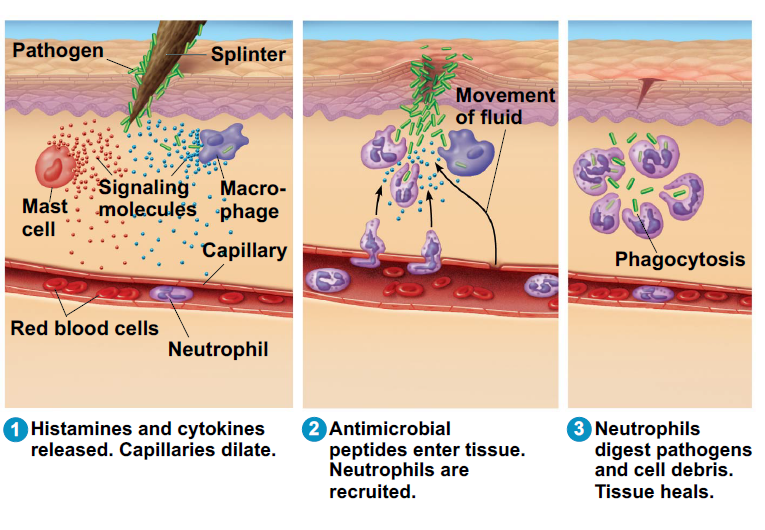 Pathogen
Splinter
Signaling
molecules
Mast
cell
Macro-
phage
Capillary
Red blood cells
Neutrophil
Movement
of fluid
Phagocytosis
1 Histamines and cytokines
released. Capillaries dilate.
2 Antimicrobial
peptides enter tissue.
Neutrophils are
recruited.
3 Neutrophils
digest pathogens
and cell debris.
Tissue heals.